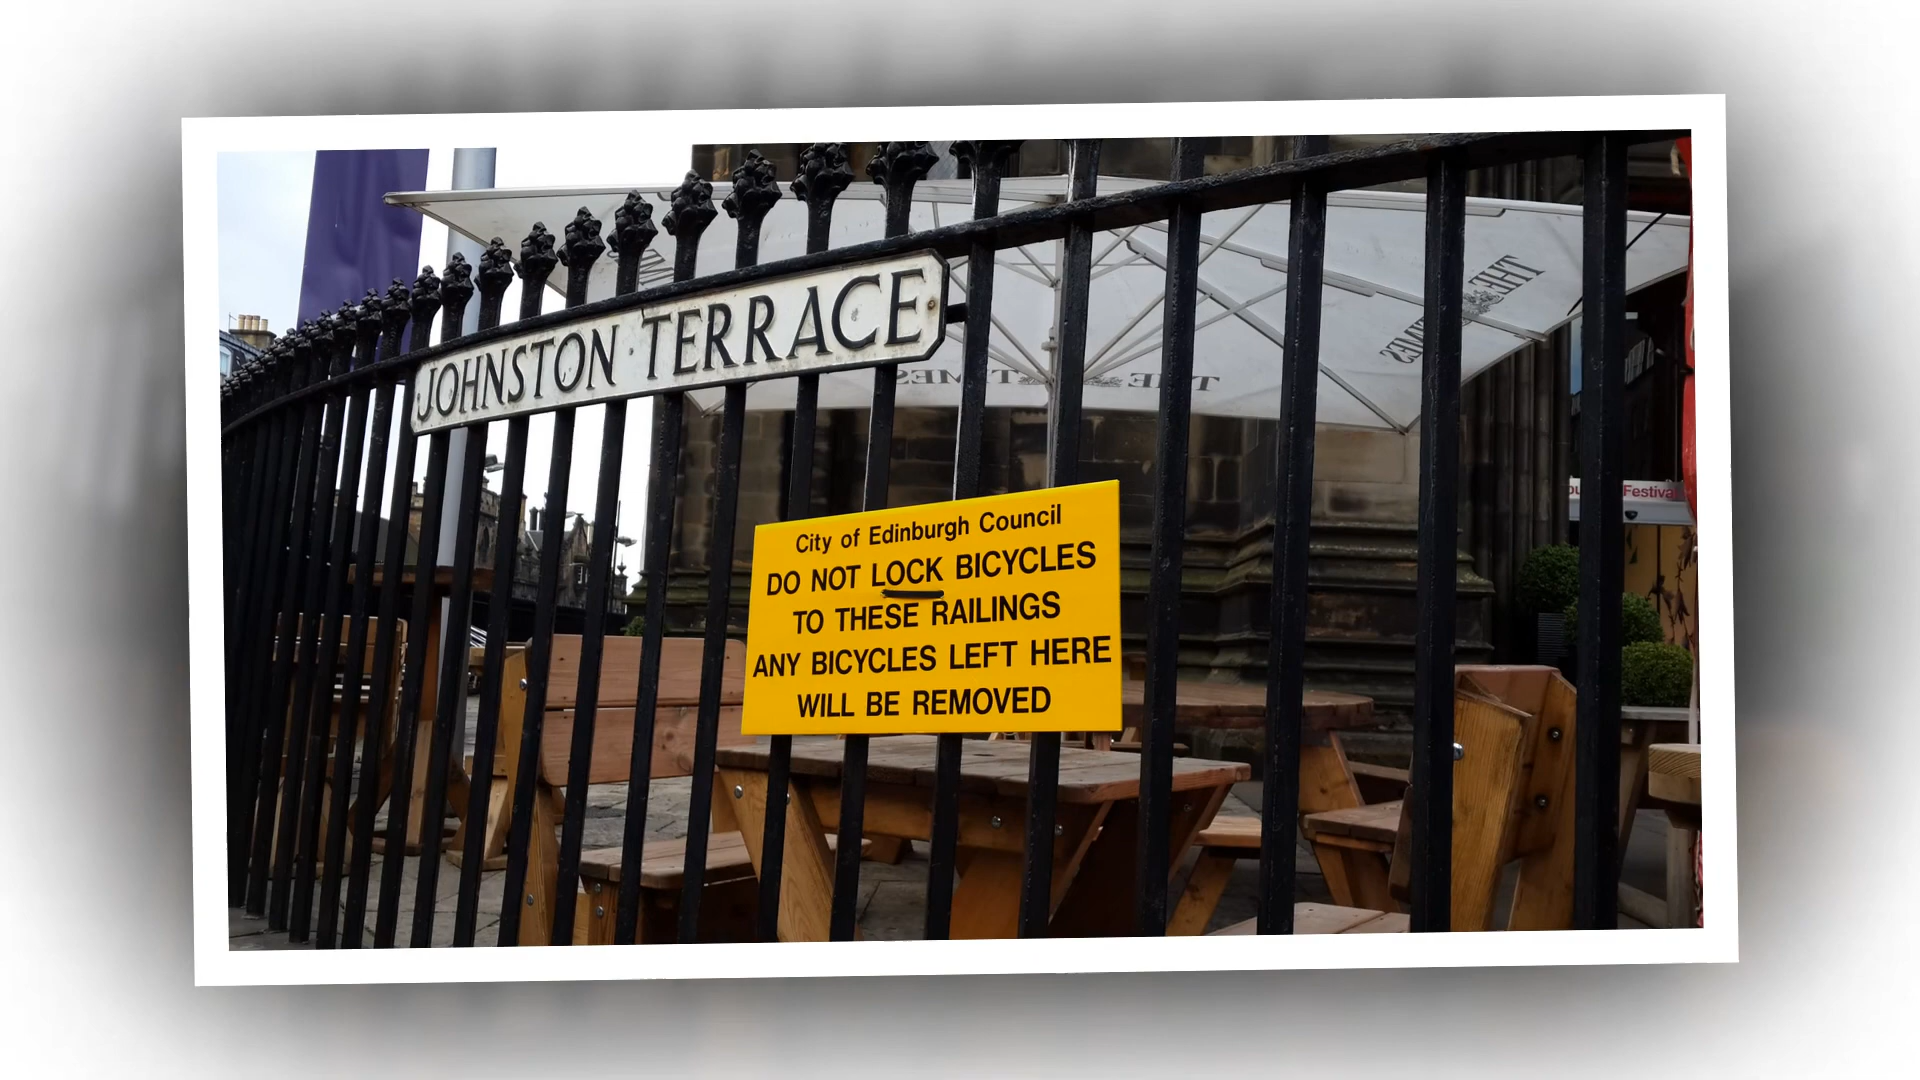 JOHNSTON TERRACE
THE TIMES
THE TIMES
City of Edinburgh Council
DO NOT LOCK BICYCLES
TO THESE RAILINGS
ANY BICYCLES LEFT HERE
WILL BE REMOVED
Festival